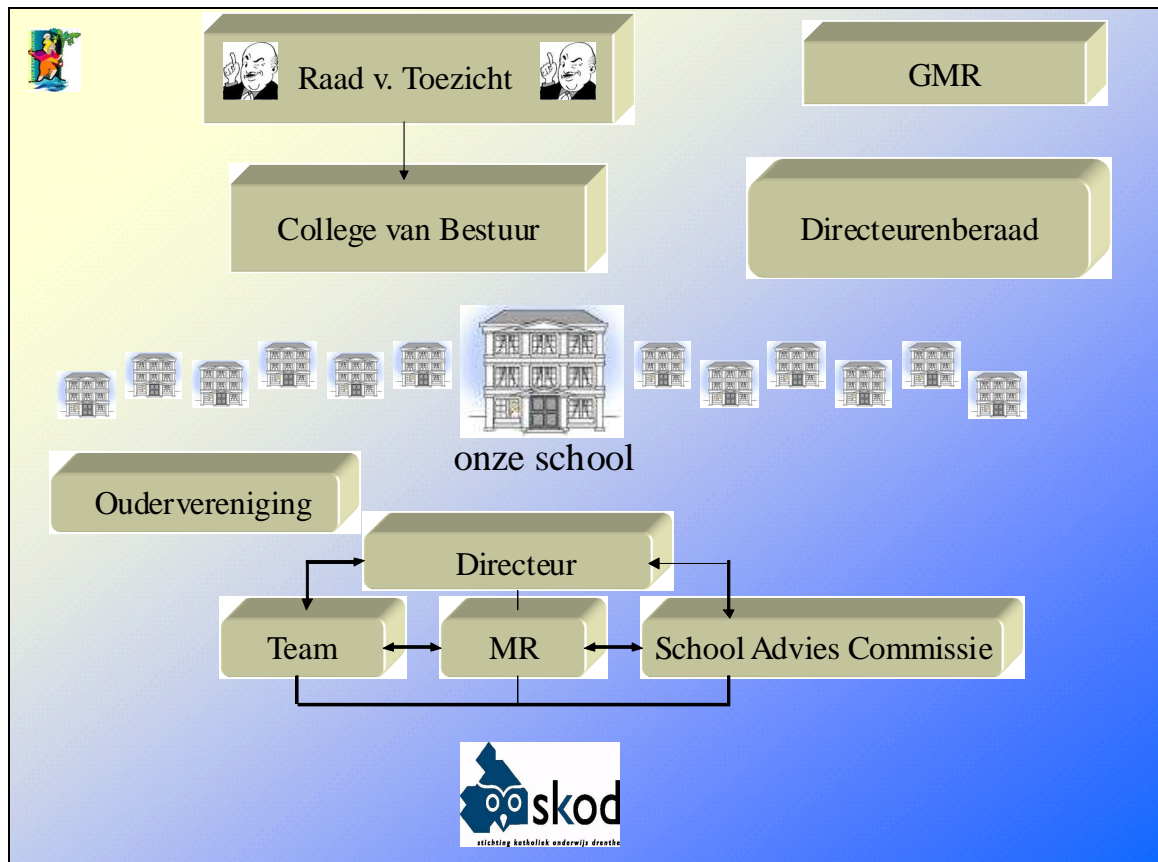 Raad v. Toezicht
GMR
College van Bestuur
Directeurenberaad
onze school
Oudervereniging
Directeur
Team
MR
School Advies Commissie
skod
stichting katholiek onderwijs drenthe